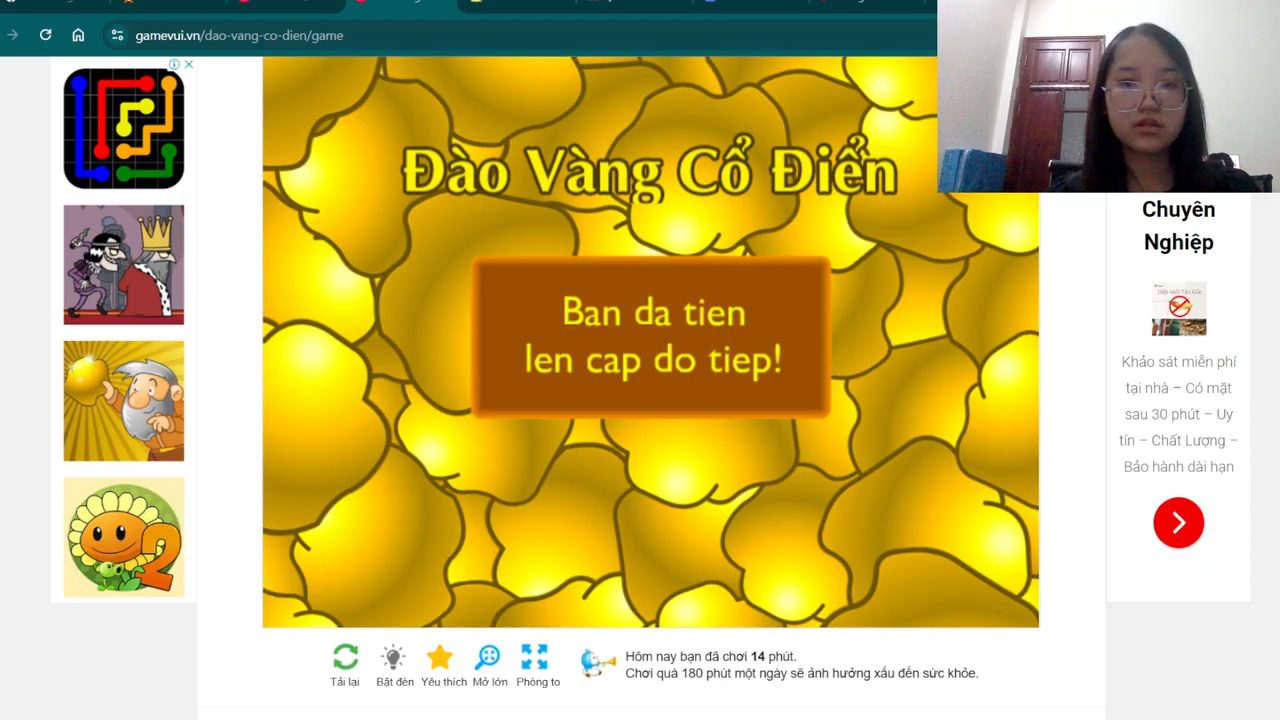 gamevui.vn/dao-vang-co-dien/game
Đào Vàng Cổ Điển
Ban da tien
len cap do tiep!
2
Chuyên
Nghiệp
Khảo sát miễn phí
tại nhà – Có mặt
sau 30 phút – Uy
tín – Chất Lượng –
Bảo hành dài hạn
Tải lại
Bật đèn
Yêu thích
Mở lớn
Phóng to
Hôm nay bạn đã chơi 14 phút.
Chơi quá 180 phút một ngày sẽ ảnh hưởng xấu đến sức khỏe.